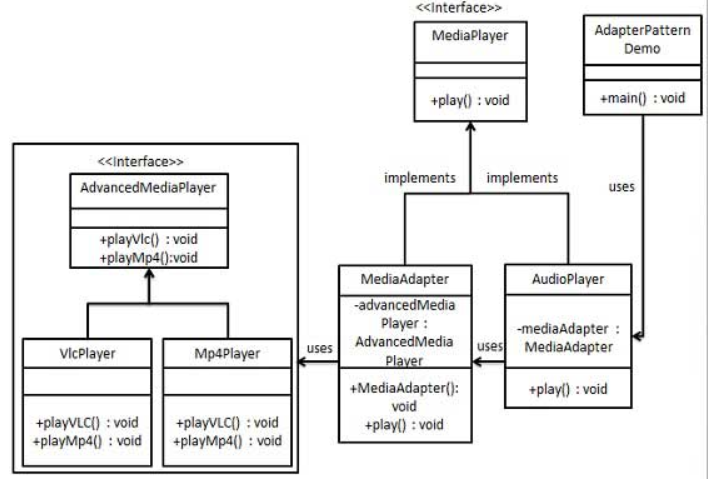 <<Interface>>
MediaPlayer
+play() : void
AdapterPattern
Demo
+main() : void
implements
implements
uses
<<Interface>>
AdvancedMediaPlayer
+playVlc() : void
+playMp4():void
VlcPlayer
+playVLC() : void
+playMp4() : void
Mp4Player
+playVLC() : void
+playMp4() : void
uses
MediaAdapter
-advancedMedia
Player :
AdvancedMedia
Player
+MediaAdapter():
void
+play() : void
uses
AudioPlayer
-mediaAdapter :
MediaAdapter
+play() : void